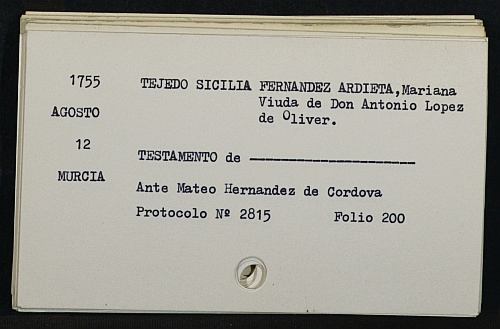 1755 TEJEDO SICILIA FERNANDEZ ARDIETA,Mariana
Viuda de Don Antonio Lopez
AGOSTO
de Oliver.
12
TESTAMENTO de ---------------------
MURCIA
Ante Mateo Hernandez de Cordova
Protocolo Nº 2815 Folio 200